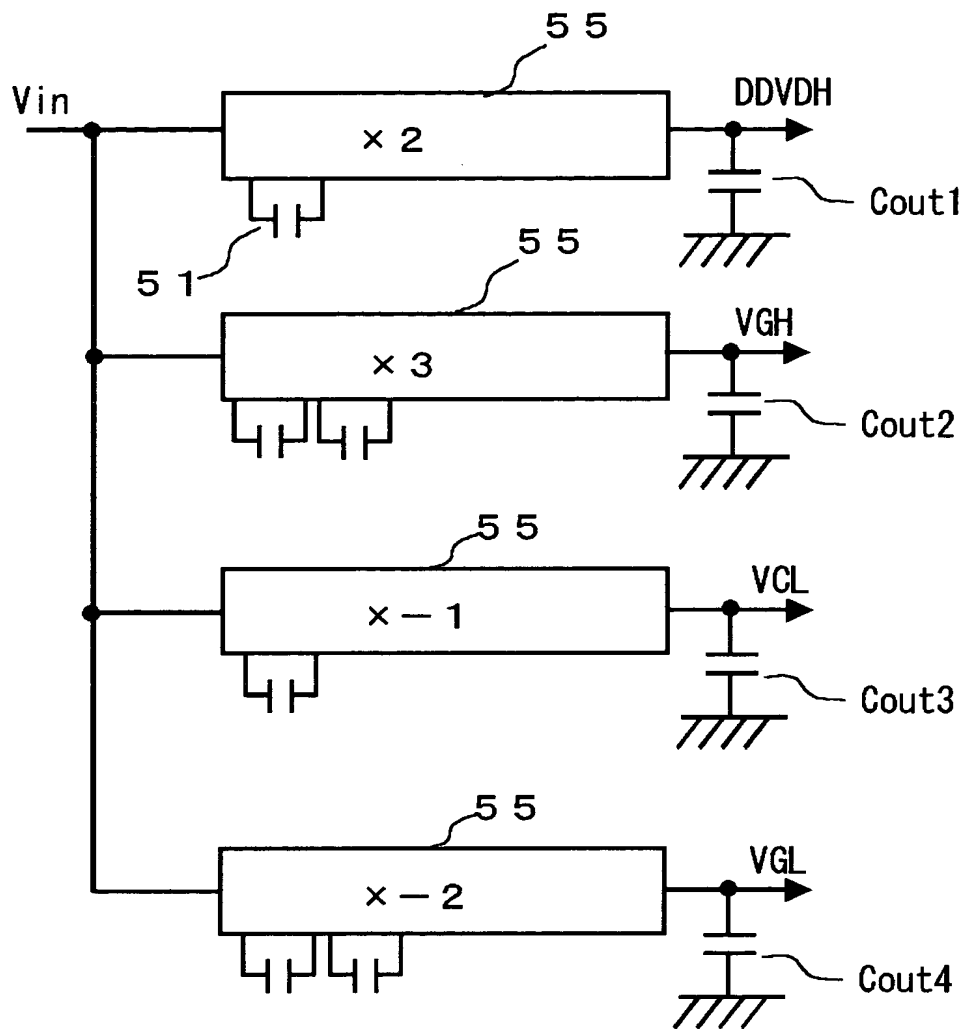 ５５
Vin
DDVDH
×２
Cout1
５１
５５
VGH
×３
Cout2
５５
VCL
×－１
Cout3
５５
VGL
×－２
Cout4